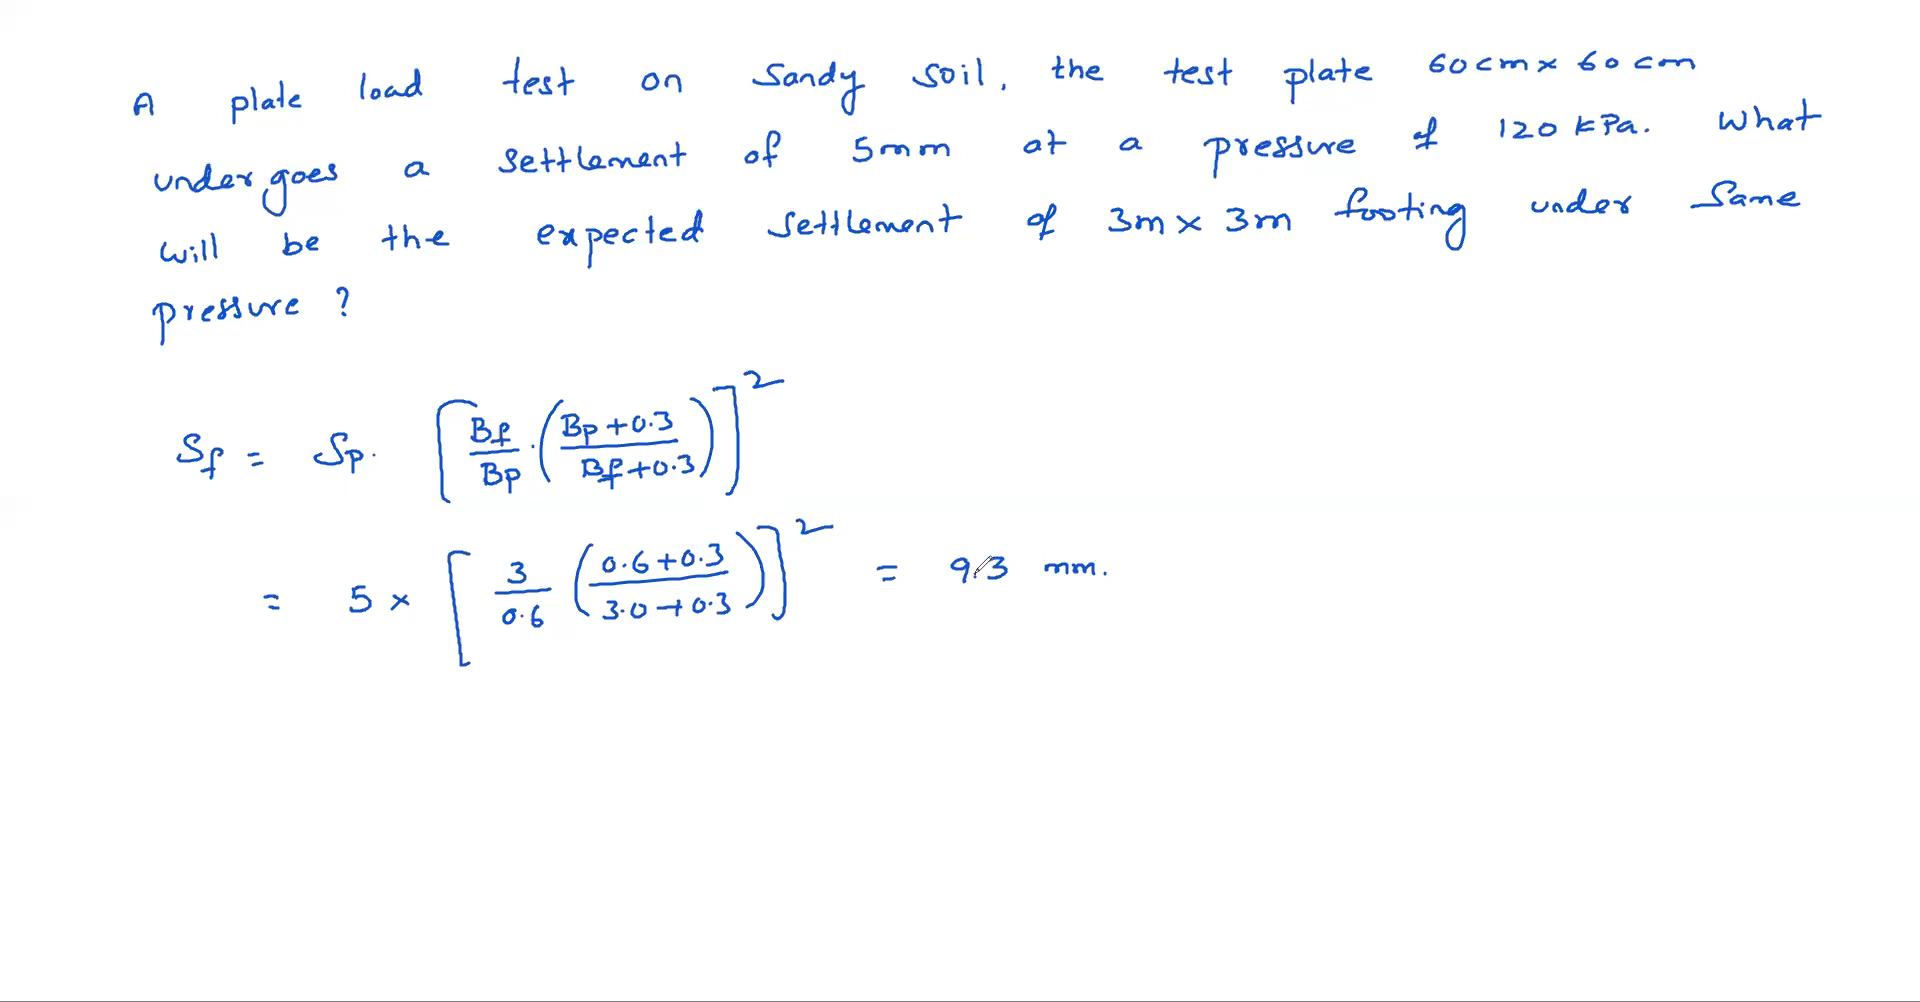 A plate load test on sandy soil, the test plate 60cm x 60cm
undergoes a settlement of 5mm at a pressure of 120 kPa. What
will be the expected settlement of 3m x 3m footing under same
pressure ?
Sf = Sp. [Bf/Bp . (Bp + 0.3 / Bf + 0.3)]²
= 5 x [3/0.6 (0.6 + 0.3 / 3.0 + 0.3)]² = 9.3 mm.